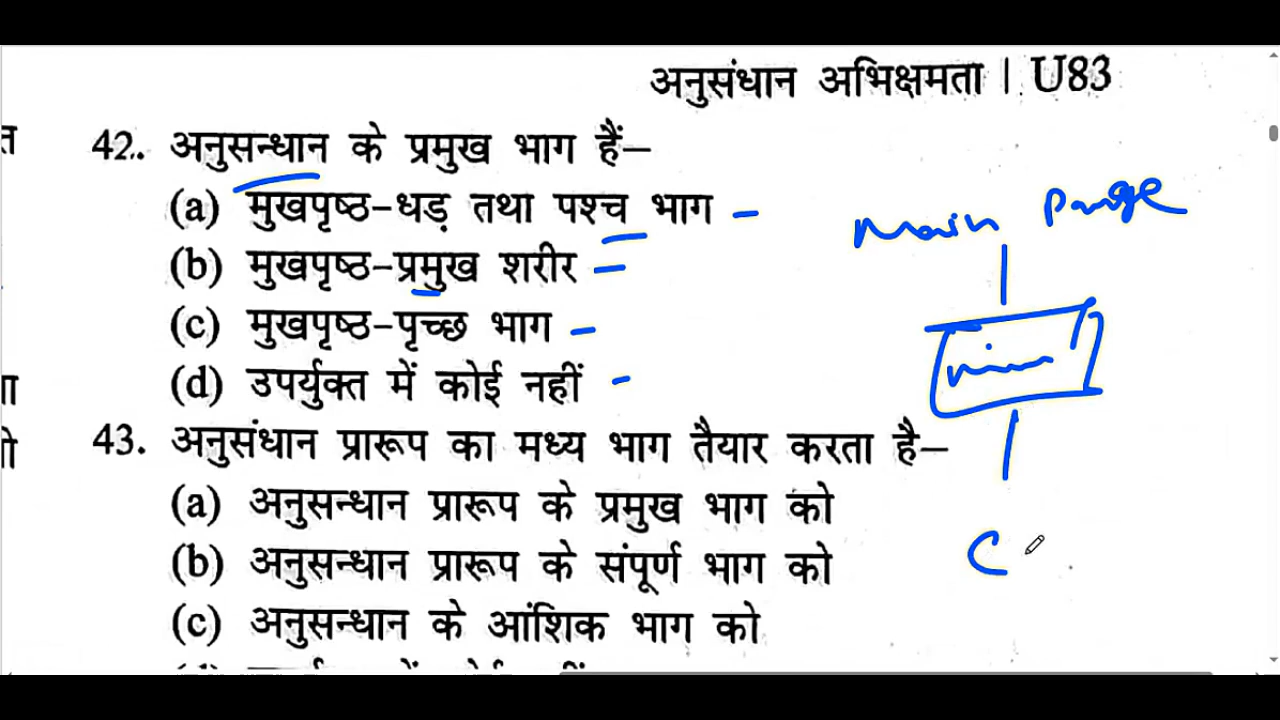 अनुसंधान अभिक्षमता | U83
त
42. अनुसन्धान के प्रमुख भाग हैं–
(a) मुखपृष्ठ-धड़ तथा पश्च भाग
Main Page
(b) मुखपृष्ठ-प्रमुख शरीर
(c) मुखपृष्ठ-पृच्छ भाग
(d) उपर्युक्त में कोई नहीं
43. अनुसंधान प्रारूप का मध्य भाग तैयार करता है–
(a) अनुसन्धान प्रारूप के प्रमुख भाग को
(b) अनुसन्धान प्रारूप के संपूर्ण भाग को
C
(c) अनुसन्धान के आंशिक भाग को